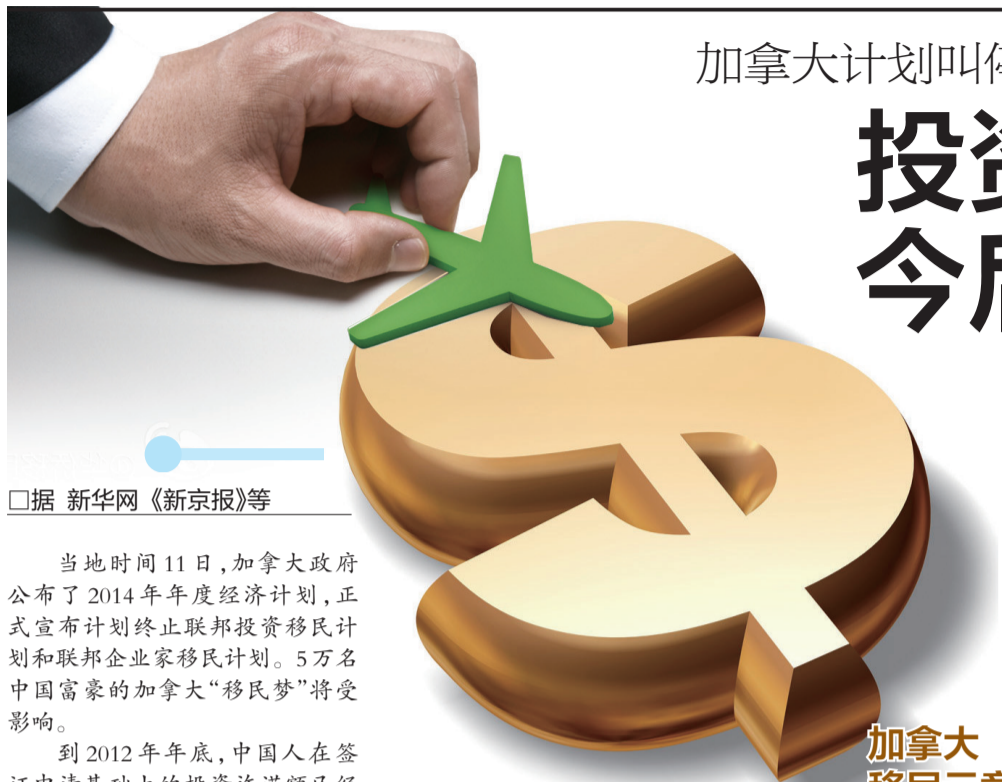 加拿大计划叫停
投资
今后
□据 新华网《新京报》等
当地时间11日,加拿大政府
公布了2014年年度经济计划,正
式宣布计划终止联邦投资移民计
划和联邦企业家移民计划。5万名
中国富豪的加拿大“移民梦”将受
影响。
到2012年年底,中国人在签
加拿大